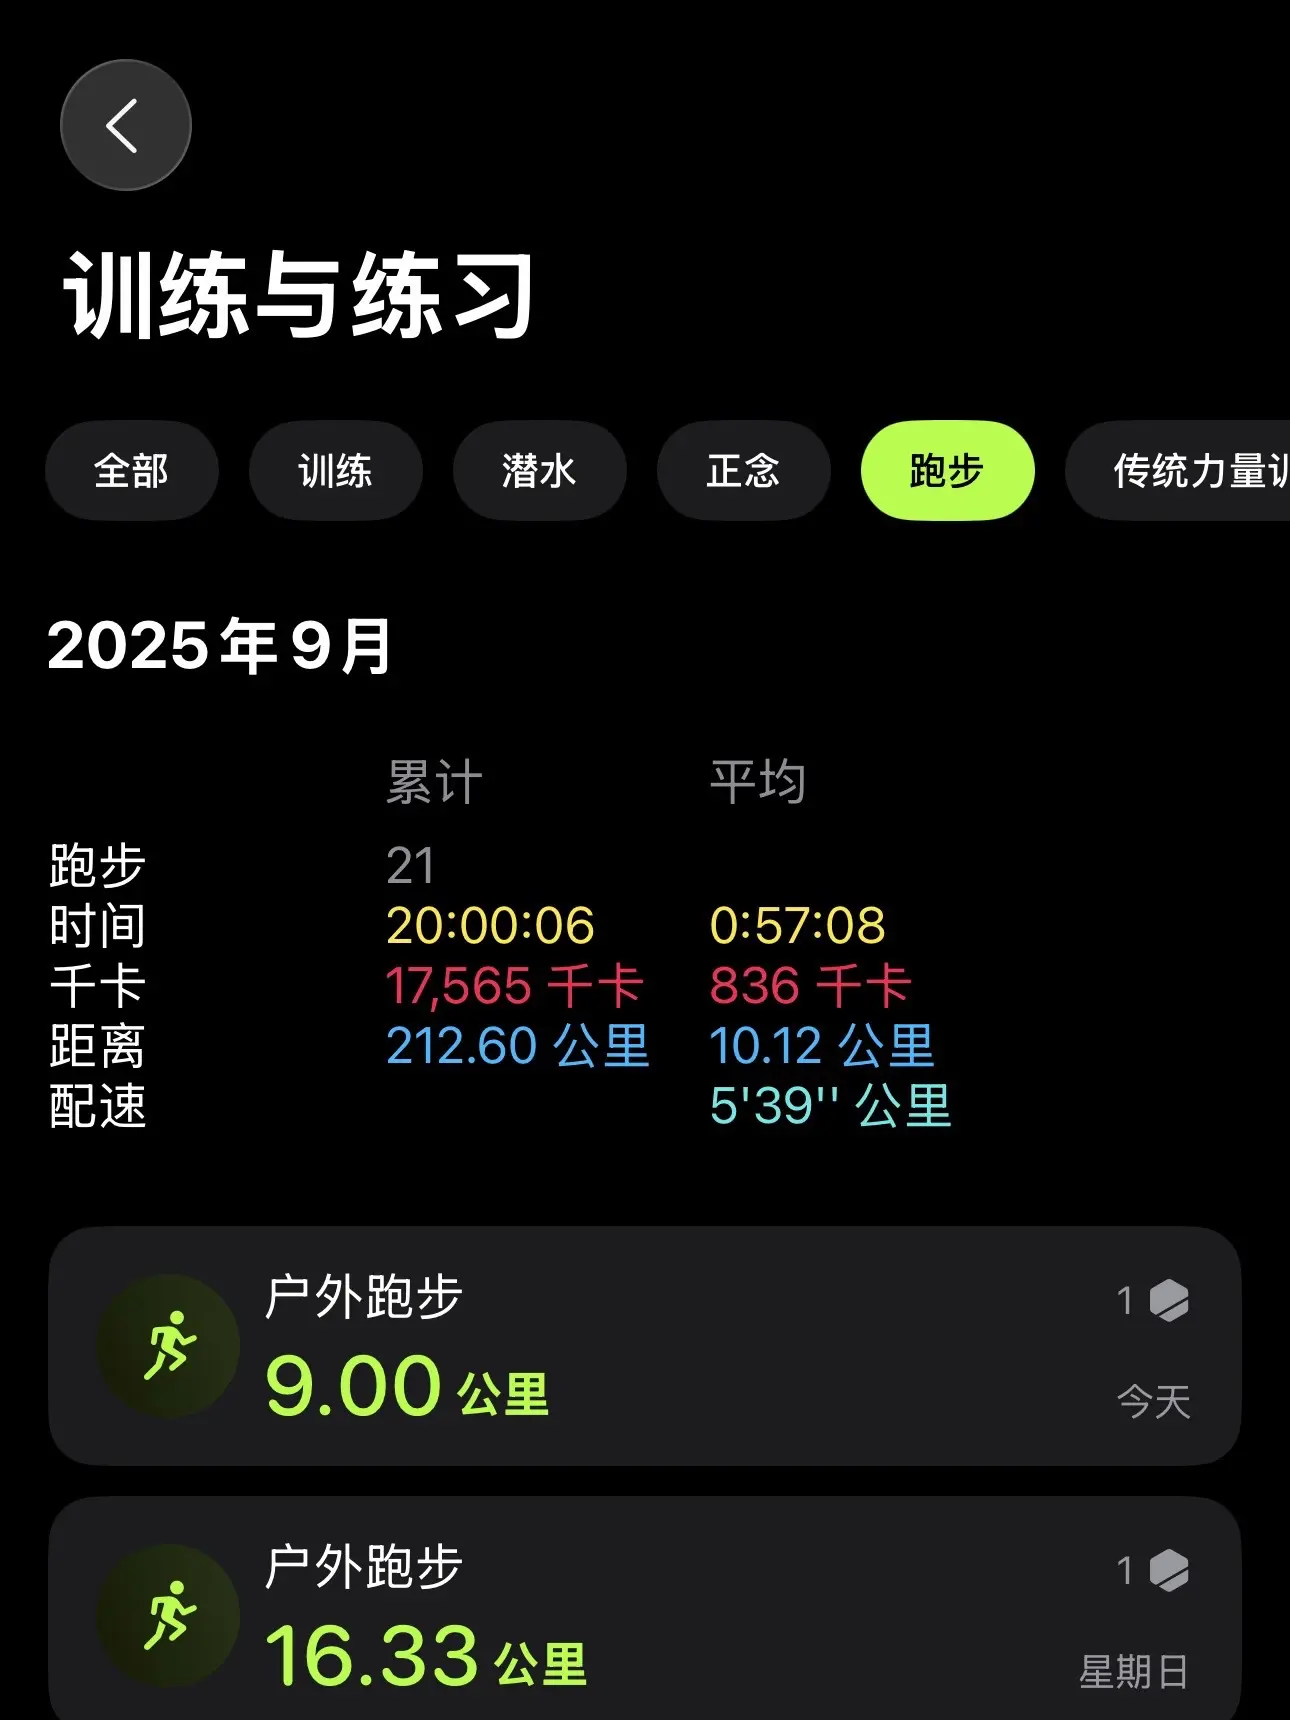 训练与练习
全部 训练 潜水 正念 跑步 传统力量训
2025年9月
累计 平均
跑步 21
时间 20:00:06 0:57:08
千卡 17,565 千卡 836 千卡
距离 212.60 公里 10.12 公里
配速 5'39'' 公里
户外跑步 1
9.00公里
今天
户外跑步 1
16.33公里
星期日